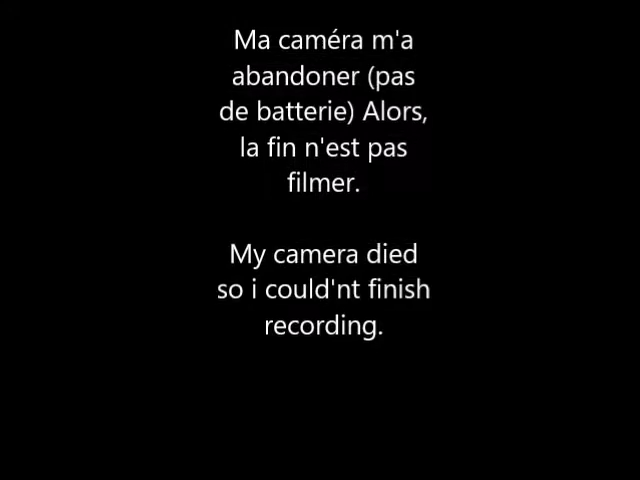 Ma caméra m'a
abandoner (pas
de batterie) Alors,
la fin n'est pas
filmer.
My camera died
so i could'nt finish
recording.